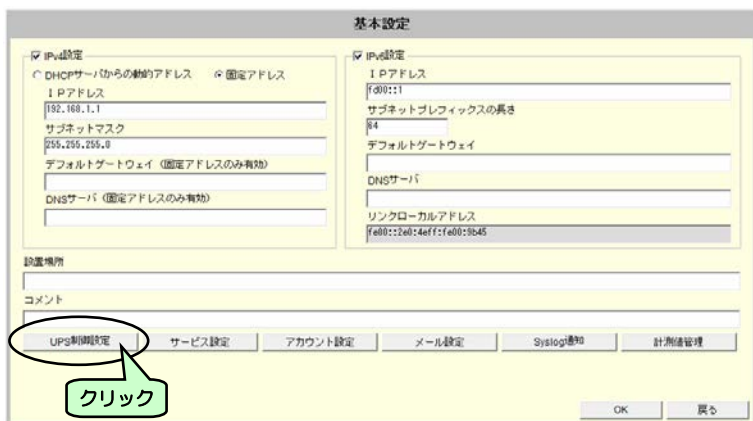 基本設定
IPv4設定
DHCPサーバからの動的アドレス 固定アドレス
IPアドレス
192.168.1.1
サブネットマスク
255.255.255.0
デフォルトゲートウェイ（固定アドレスのみ有効）
DNSサーバ（固定アドレスのみ有効）
IPv6設定
IPアドレス
fd00::1
サブネットプレフィックスの長さ
64
デフォルトゲートウェイ
DNSサーバ
リンクローカルアドレス
fe80::2e0:4eff:fe00:9b45
設置場所
コメント
UPS制御設定 サービス設定 アカウント設定 メール設定 Syslog通知 計測値管理
クリック
OK 戻る